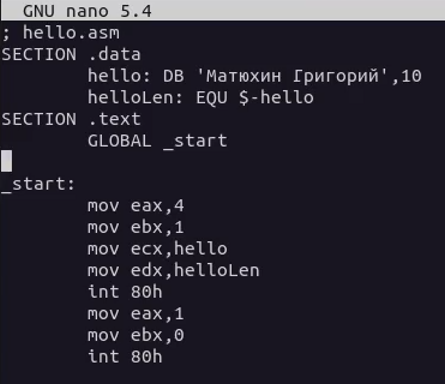 GNU nano 5.4
; hello.asm
SECTION .data
hello: DB 'Матюхин Григорий',10
helloLen: EQU $-hello
SECTION .text
GLOBAL _start
_start:
mov eax,4
mov ebx,1
mov ecx,hello
mov edx,helloLen
int 80h
mov eax,1
mov ebx,0
int 80h